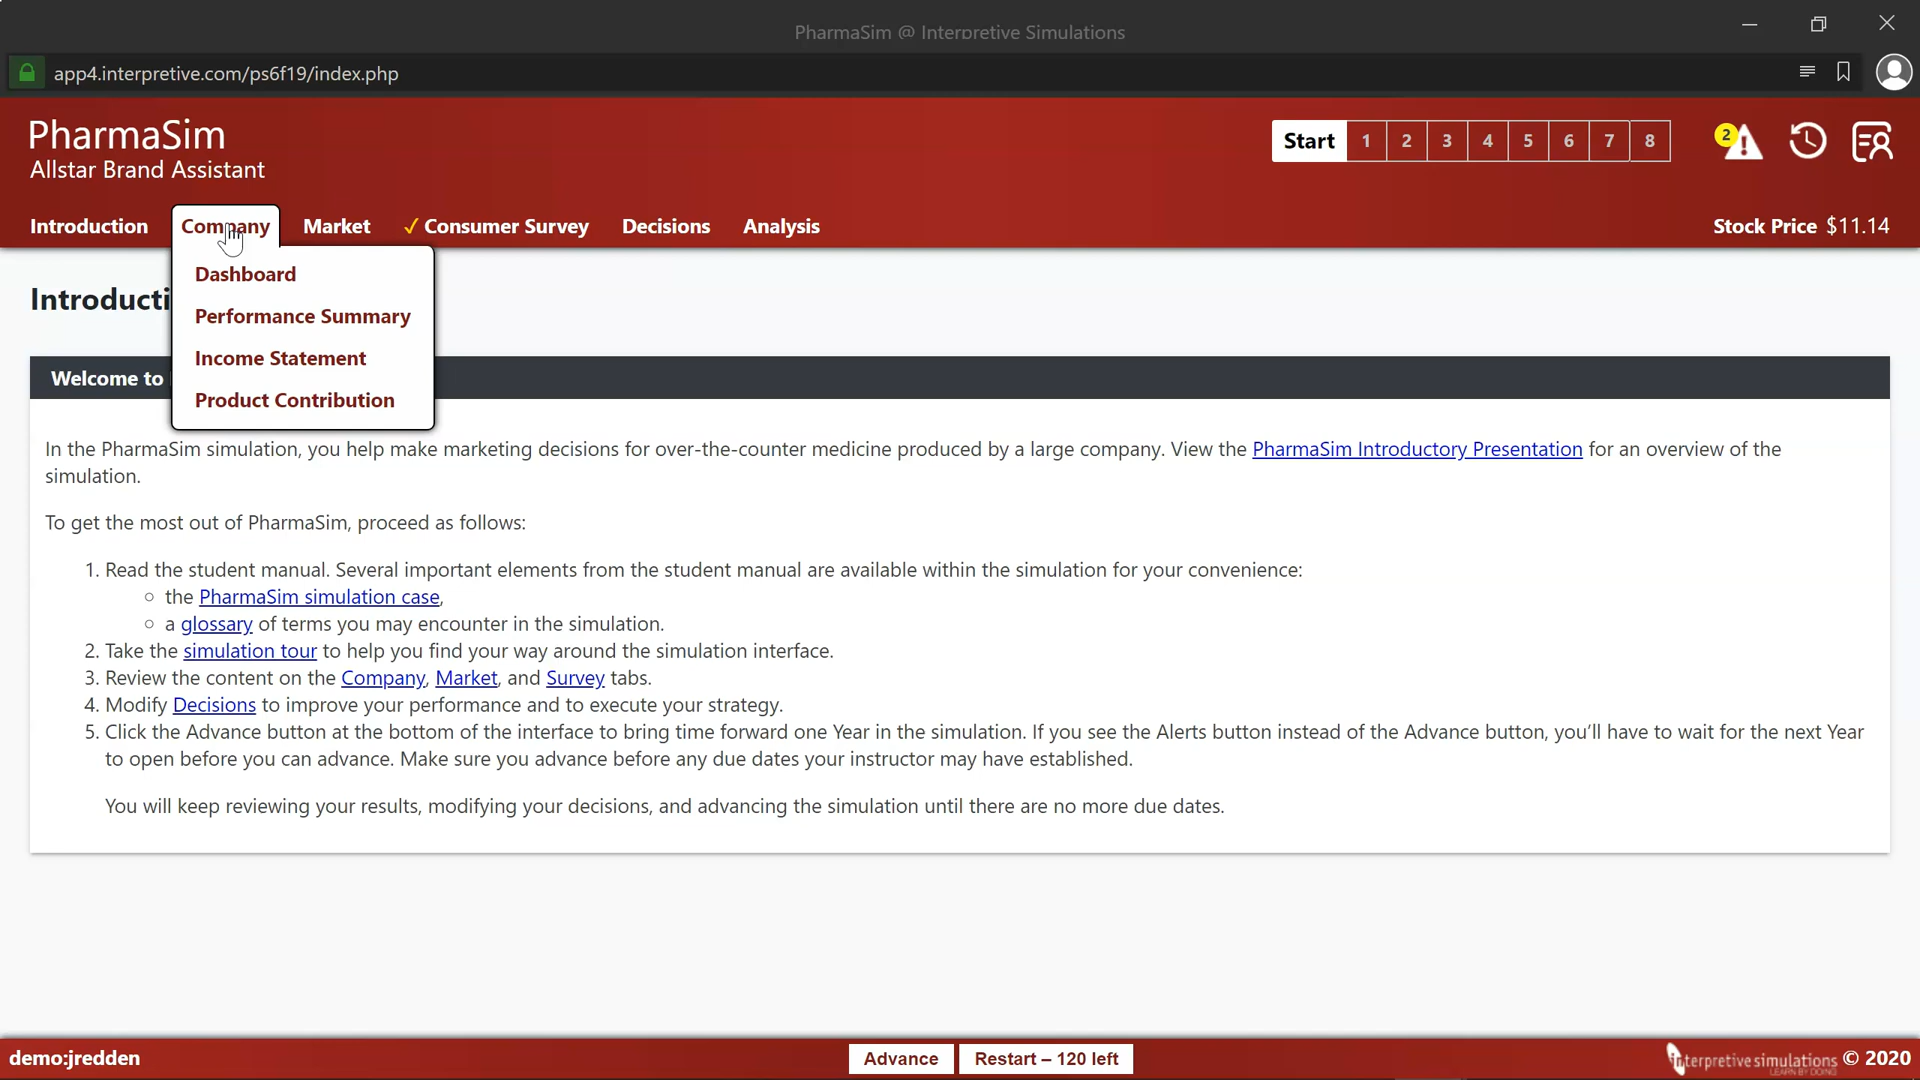 PharmaSim @ Interpretive Simulations
app4.interpretive.com/ps6f19/index.php
PharmaSim
Allstar Brand Assistant
Start 1 2 3 4 5 6 7 8
2
Introduction Company Market ✓ Consumer Survey Decisions Analysis
Stock Price $11.14
Dashboard
Performance Summary
Income Statement
Product Contribution
Introducti
Welcome to
In the PharmaSim simulation, you help make marketing decisions for over-the-counter medicine produced by a large company. View the PharmaSim Introductory Presentation for an overview of the
simulation.
To get the most out of PharmaSim, proceed as follows:
1. Read the student manual. Several important elements from the student manual are available within the simulation for your convenience:
○ the PharmaSim simulation case,
○ a glossary of terms you may encounter in the simulation.
2. Take the simulation tour to help you find your way around the simulation interface.
3. Review the content on the Company, Market, and Survey tabs.
4. Modify Decisions to improve your performance and to execute your strategy.
5. Click the Advance button at the bottom of the interface to bring time forward one Year in the simulation. If you see the Alerts button instead of the Advance button, you'll have to wait for the next Year
to open before you can advance. Make sure you advance before any due dates your instructor may have established.
You will keep reviewing your results, modifying your decisions, and advancing the simulation until there are no more due dates.
demo:jredden
Advance
Restart – 120 left
interpretive simulations © 2020
LEARN BY DOING